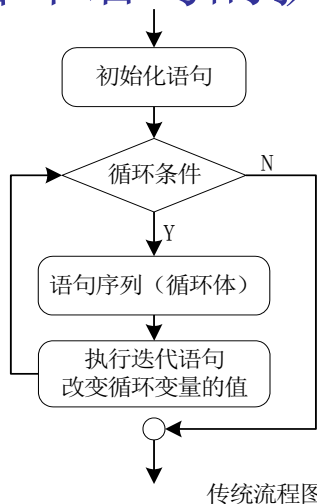 初始化语句
循环条件
N
Y
语句序列（循环体）
执行迭代语句
改变循环变量的值
传统流程图